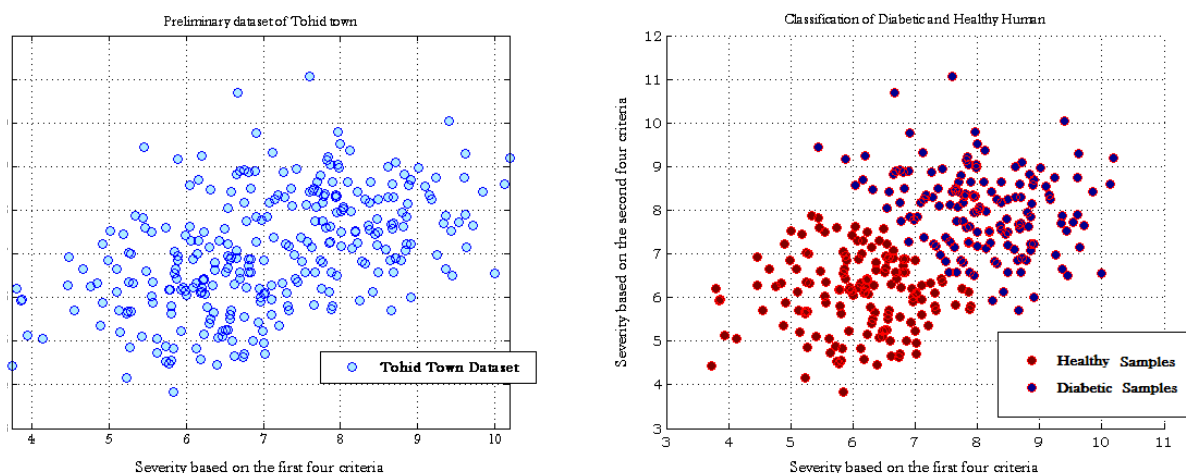 Preliminary dataset of Tohid town
Tohid Town Dataset
4 5 6 7 8 9 10
Severity based on the first four criteria
Classification of Diabetic and Healthy Human
12
11
10
9
8
7
6
5
4
3
Severity based on the second four criteria
Healthy Samples
Diabetic Samples
3 4 5 6 7 8 9 10 11
Severity based on the first four criteria